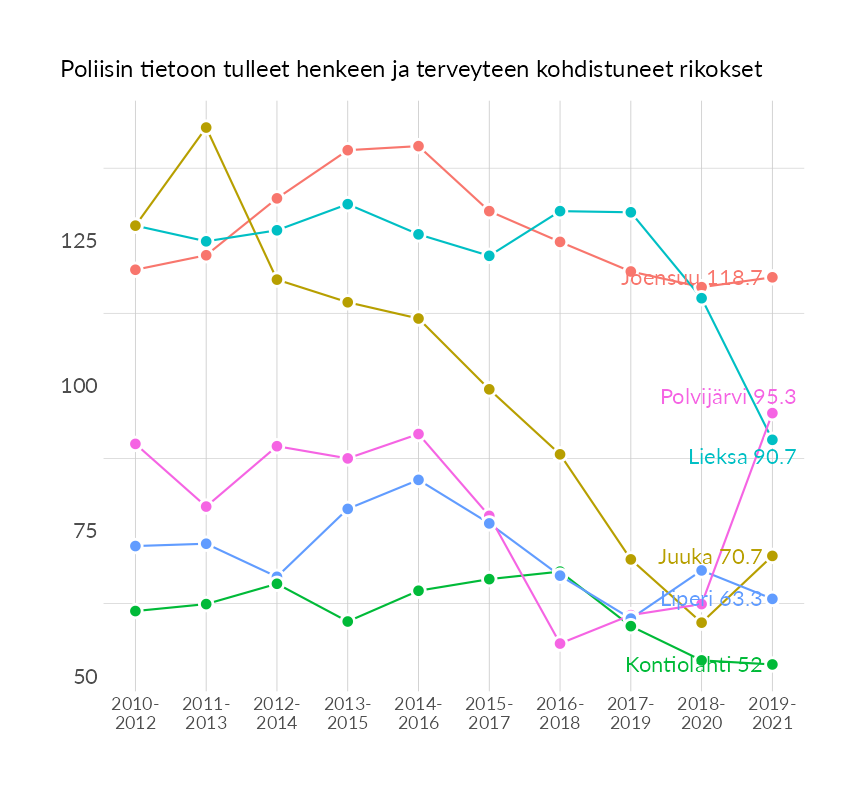 Poliisin tietoon tulleet henkeen ja terveyteen kohdistuneet rikokset
125
100
75
50
Joensuu 118.7
Polvijärvi 95.3
Lieksa 90.7
Juuka 70.7
Liperi 63.3
Kontiolahti 52
2010- 2011- 2012- 2013- 2014- 2015- 2016- 2017- 2018- 2019-
2012 2013 2014 2015 2016 2017 2018 2019 2020 2021